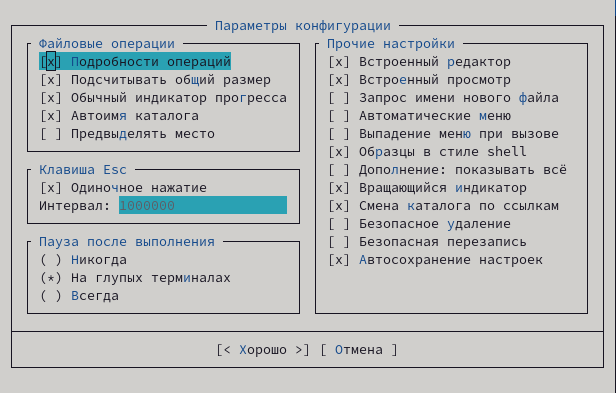 Параметры конфигурации
Файловые операции
[x] Подробности операций
[x] Подсчитывать общий размер
[x] Обычный индикатор прогресса
[x] Автоимя каталога
[ ] Предвыделять место
Клавиша Esc
[x] Одиночное нажатие
Интервал: 1000000
Пауза после выполнения
( ) Никогда
(*) На глупых терминалах
( ) Всегда
Прочие настройки
[x] Встроенный редактор
[x] Встроенный просмотр
[ ] Запрос имени нового файла
[ ] Автоматические меню
[ ] Выпадение меню при вызове
[x] Образцы в стиле shell
[ ] Дополнение: показывать всё
[x] Вращающийся индикатор
[x] Смена каталога по ссылкам
[ ] Безопасное удаление
[ ] Безопасная перезапись
[x] Автосохранение настроек
[< Хорошо >] [ Отмена ]